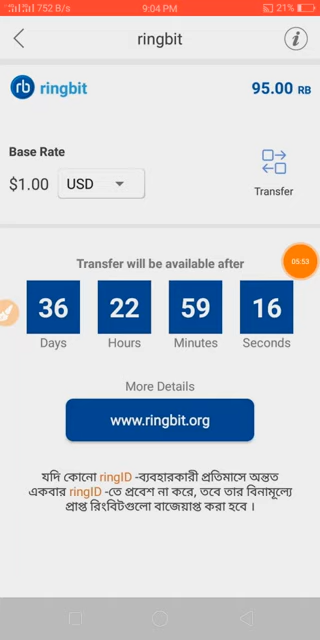 752 B/s 9:04 PM 21%
ringbit
rb ringbit 95.00 RB
Base Rate
$1.00 USD
Transfer
Transfer will be available after
05:53
36 22 59 16
Days Hours Minutes Seconds
More Details
www.ringbit.org
যদি কোনো ringID -ব্যবহারকারী প্রতিমাসে অন্তত
একবার ringID -তে প্রবেশ না করে, তবে তার বিনামূল্যে
প্রাপ্ত রিংবিটগুলো বাজেয়াপ্ত করা হবে ।